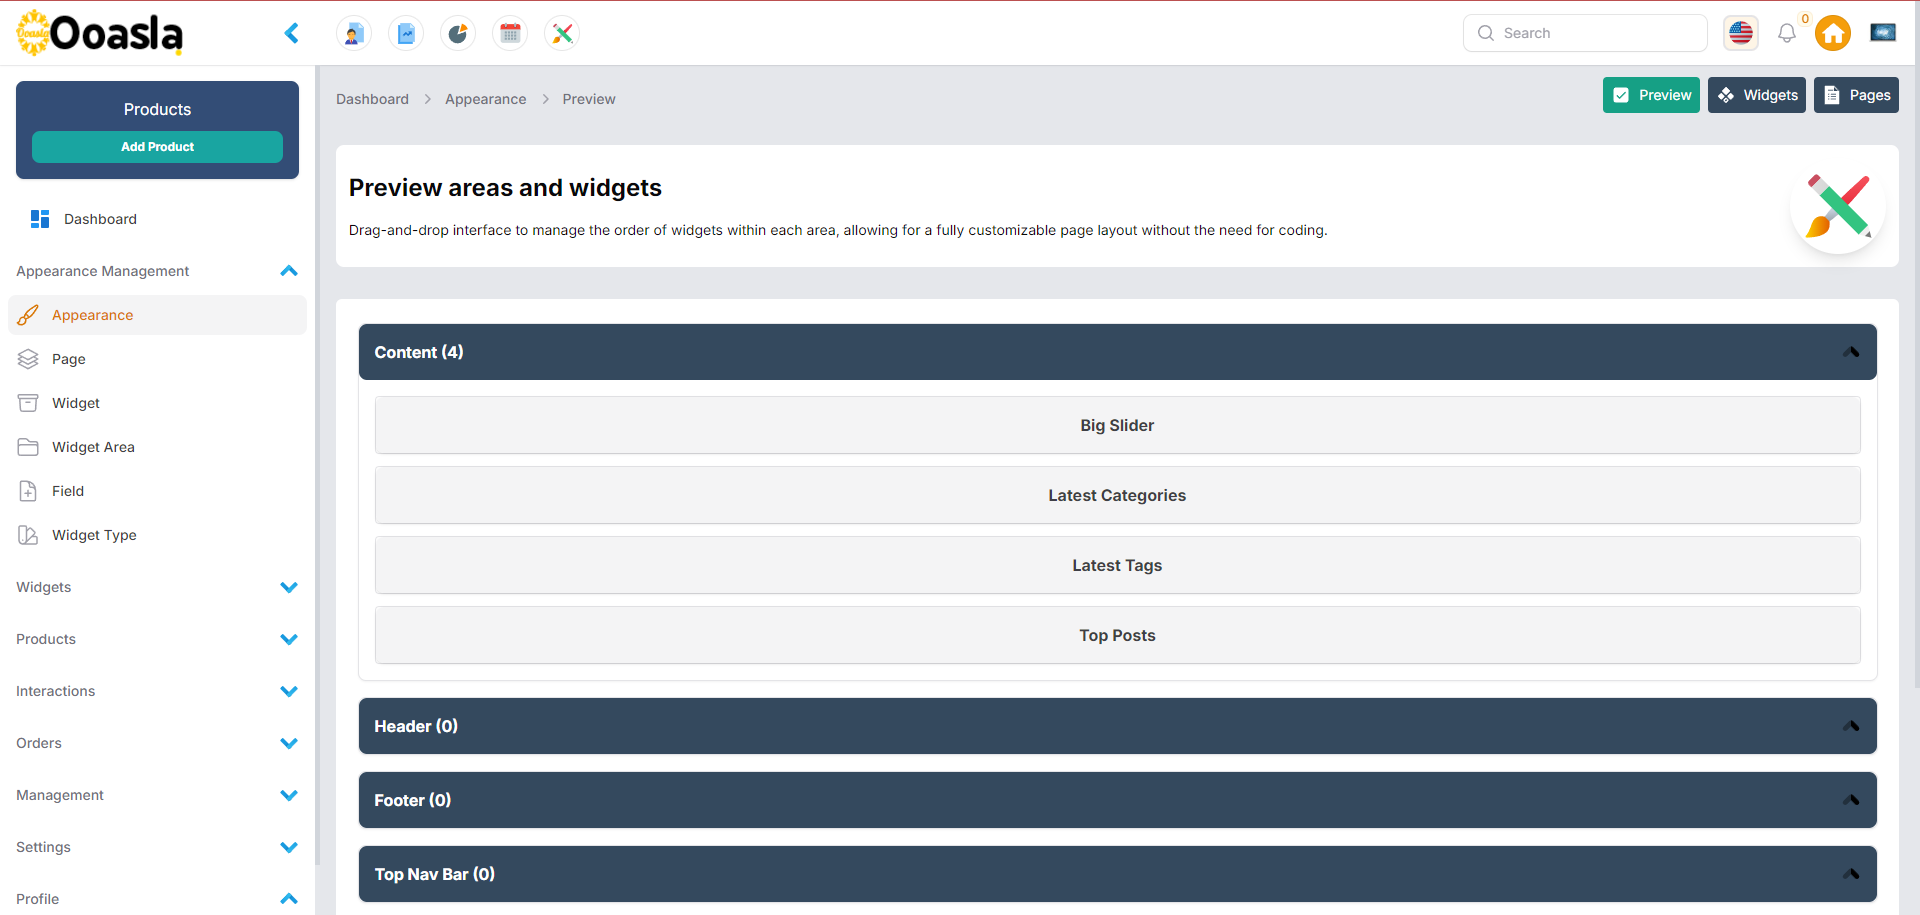 Ooasla
Search
0
Products
Add Product
Dashboard
Appearance Management
Appearance
Page
Widget
Widget Area
Field
Widget Type
Widgets
Products
Interactions
Orders
Management
Settings
Profile
Dashboard > Appearance > Preview
Preview
Widgets
Pages
Preview areas and widgets
Drag-and-drop interface to manage the order of widgets within each area, allowing for a fully customizable page layout without the need for coding.
Content (4)
Big Slider
Latest Categories
Latest Tags
Top Posts
Header (0)
Footer (0)
Top Nav Bar (0)